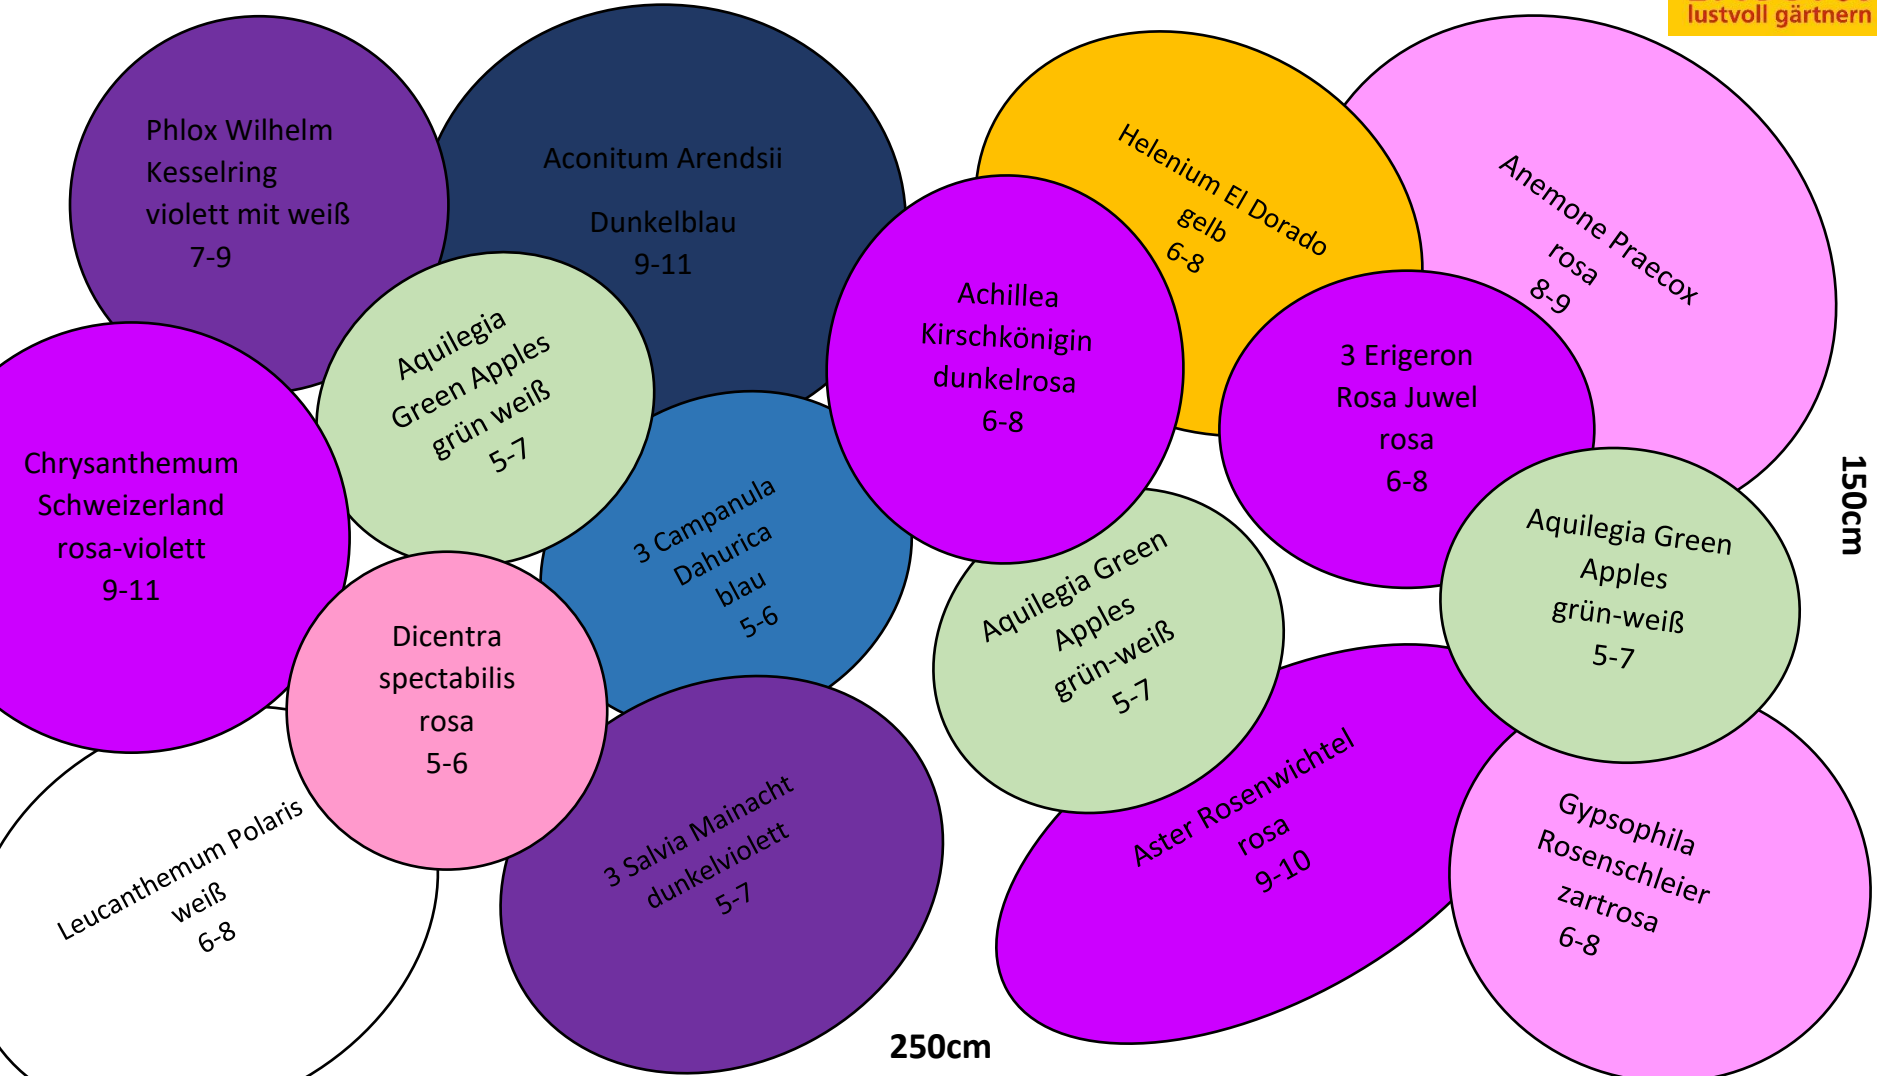 lustvoll gärtnern
Phlox Wilhelm
Kesselring
violett mit weiß
7-9
Aconitum Arendsii
Dunkelblau
9-11
Helenium El Dorado
gelb
6-8
Anemone Praecox
rosa
8-9
Aquilegia
Green Apples
grün weiß
5-7
Achillea
Kirschkönigin
dunkelrosa
6-8
3 Erigeron
Rosa Juwel
rosa
6-8
Chrysanthemum
Schweizerland
rosa-violett
9-11
3 Campanula
Dahurica
blau
5-6
Aquilegia Green
Apples
grün-weiß
5-7
Aquilegia Green
Apples
grün-weiß
5-7
150cm
Dicentra
spectabilis
rosa
5-6
Leucanthemum Polaris
weiß
6-8
3 Salvia Mainacht
dunkelviolett
5-7
Aster Rosenwichtel
rosa
9-10
Gypsophila
Rosenschleier
zartrosa
6-8
250cm